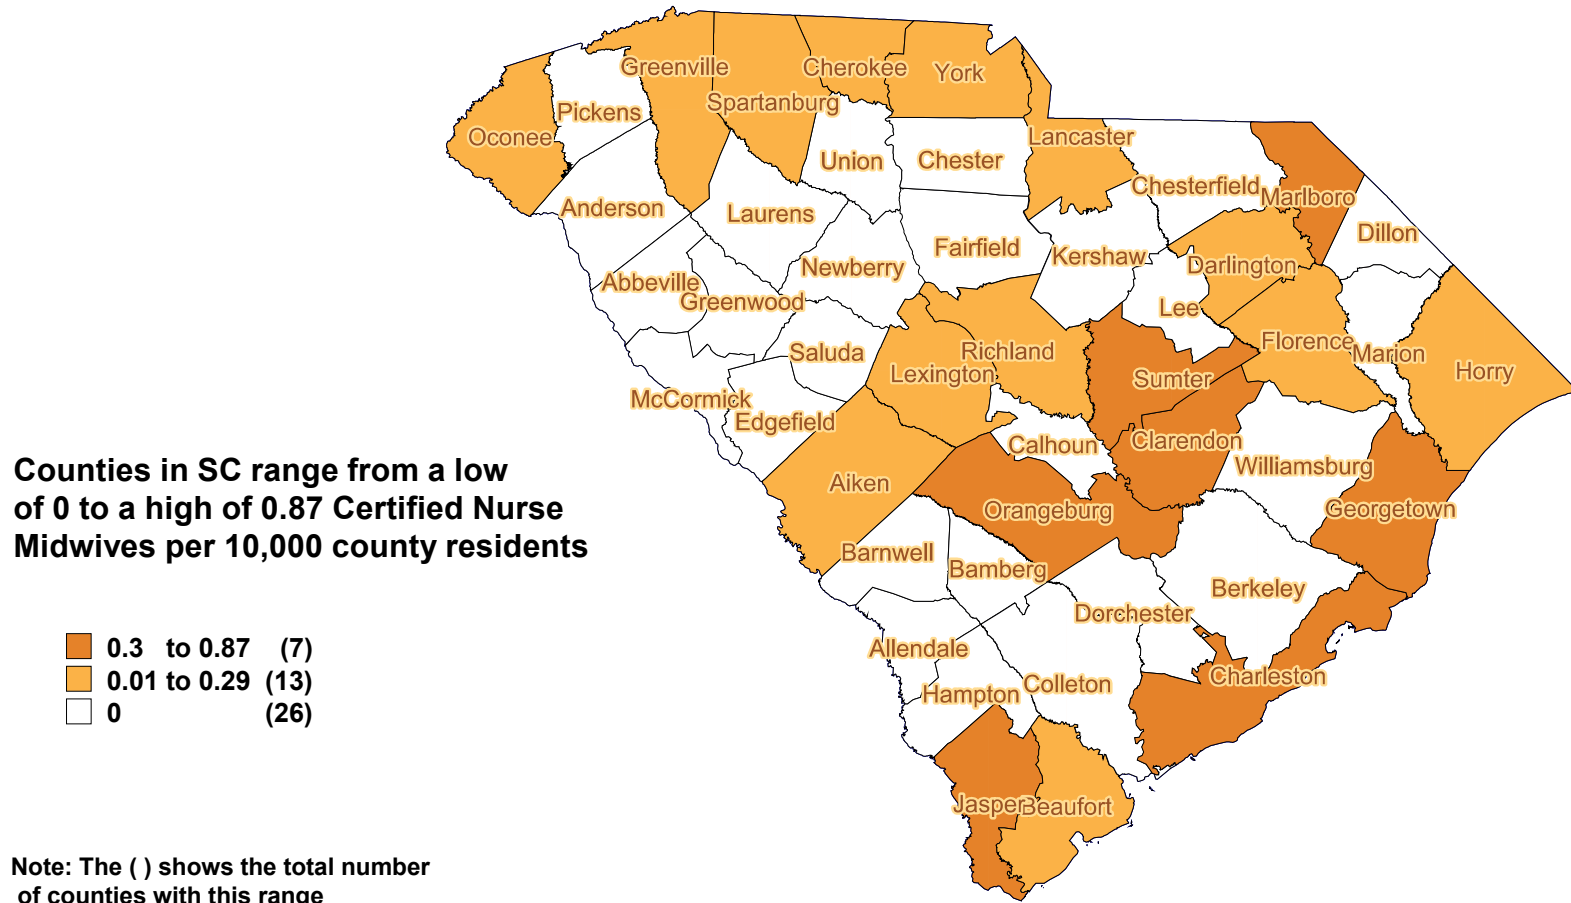 Greenville
Cherokee
York
Spartanburg
Pickens
Oconee
Lancaster
Union
Chester
Chesterfield
Marlboro
Anderson
Laurens
Dillon
Fairfield
Kershaw
Newberry
Darlington
Abbeville
Greenwood
Lee
Florence
Richland
Saluda
Marion
Lexington
Sumter
Horry
McCormick
Edgefield
Clarendon
Calhoun
Williamsburg
Aiken
Orangeburg
Georgetown
Barnwell
Bamberg
Berkeley
Dorchester
Allendale
Charleston
Colleton
Hampton
Jasper
Beaufort
Counties in SC range from a low
of 0 to a high of 0.87 Certified Nurse
Midwives per 10,000 county residents
0.3 to 0.87 (7)
0.01 to 0.29 (13)
0 (26)
Note: The ( ) shows the total number
of counties with this range